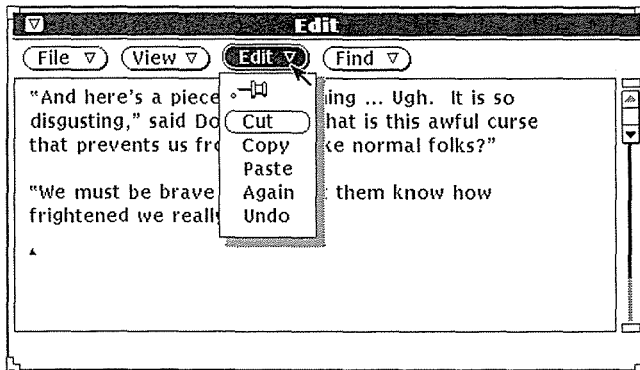 Edit
File View Edit Find
"And here's a piece ing ... Ugh. It is so
disgusting," said Do hat is this awful curse
that prevents us fro ke normal folks?"
"We must be brave them know how
frightened we really
Cut
Copy
Paste
Again
Undo